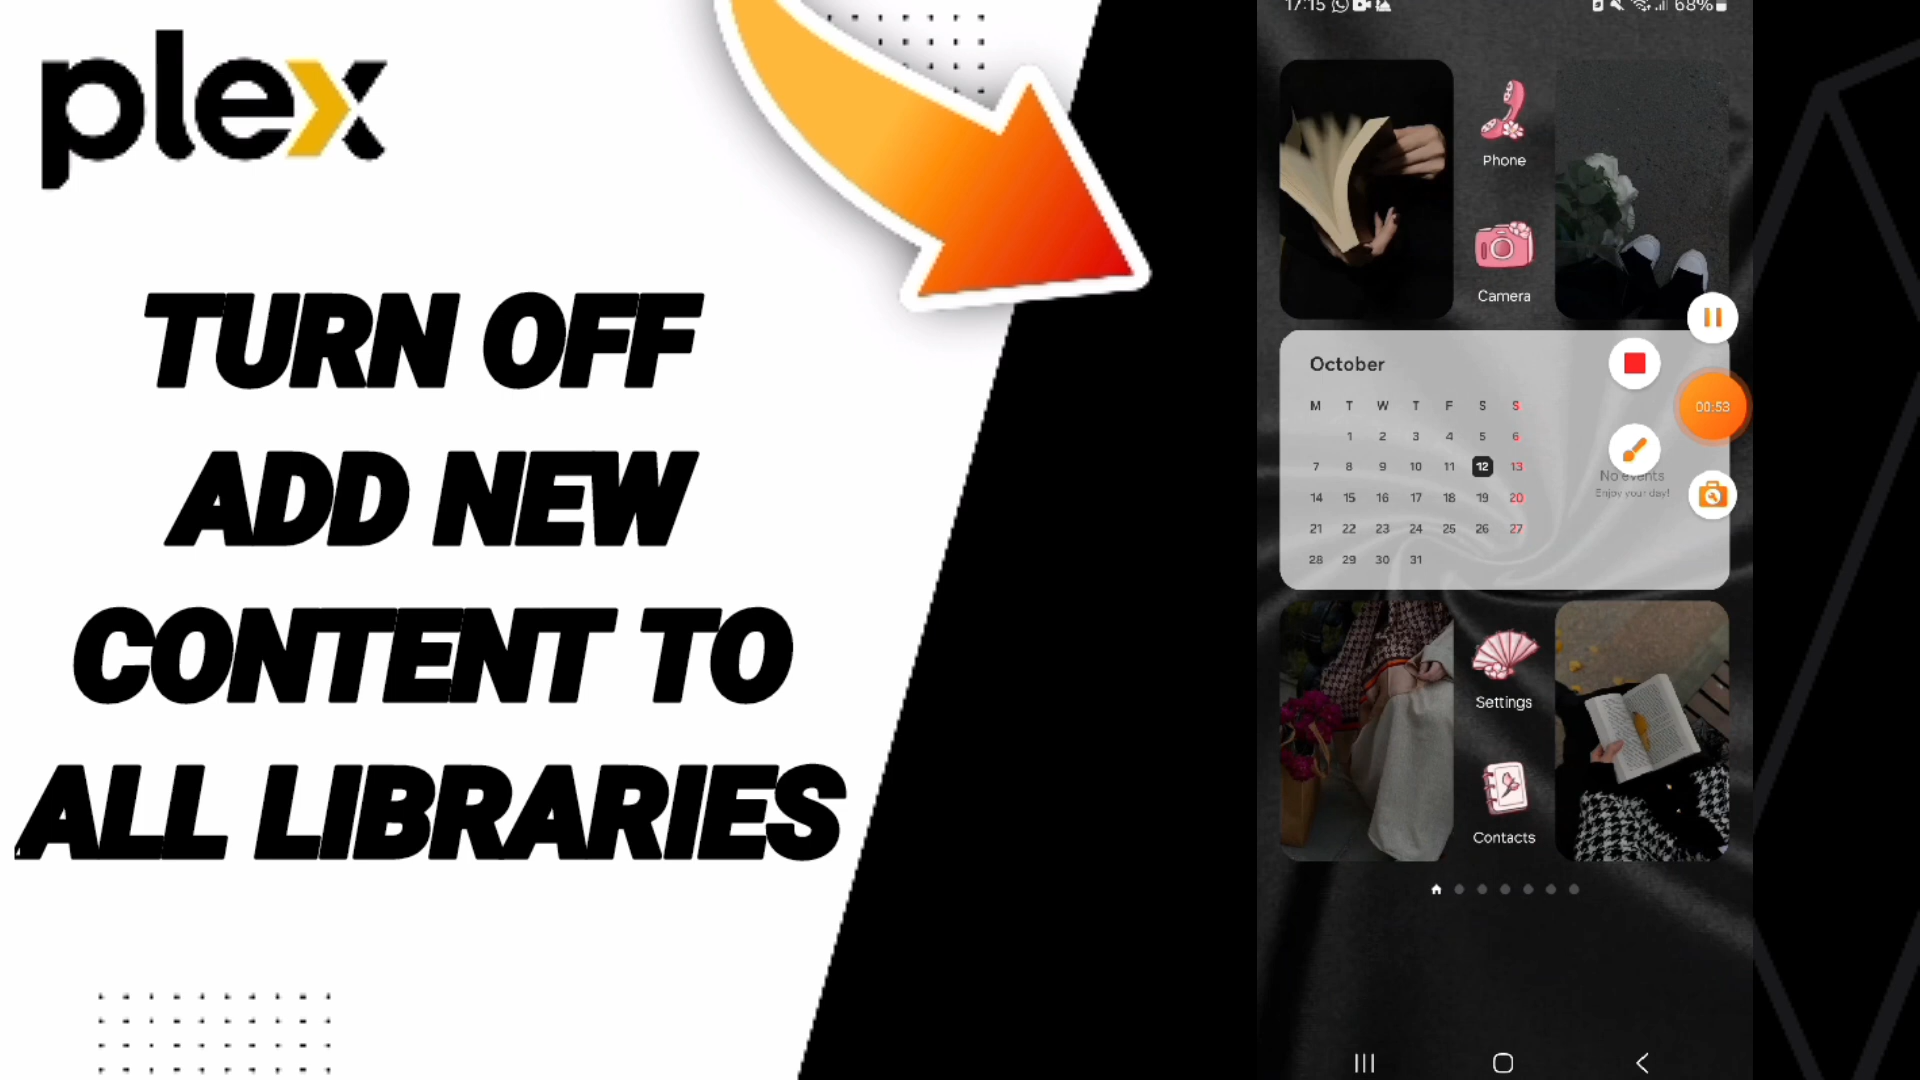 plex
TURN OFF
ADD NEW
CONTENT TO
ALL LIBRARIES
17:15 68%
Phone
Camera
October
M T W T F S S
1 2 3 4 5 6
7 8 9 10 11 12 13
14 15 16 17 18 19 20
21 22 23 24 25 26 27
28 29 30 31
No events
Enjoy your day!
00:53
Settings
Contacts